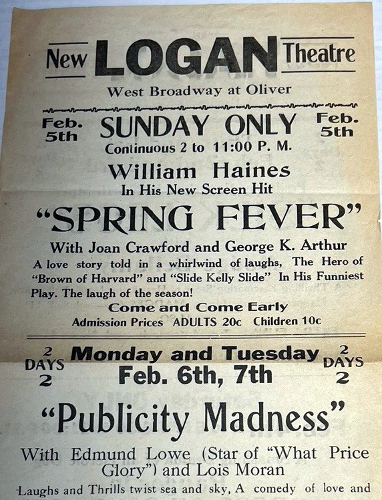 New LOGAN Theatre
West Broadway at Oliver
Feb. 5th SUNDAY ONLY Feb. 5th
Continuous 2 to 11:00 P. M.
William Haines
In His New Screen Hit
“SPRING FEVER”
With Joan Crawford and George K. Arthur
A love story told in a whirlwind of laughs, The Hero of
“Brown of Harvard” and “Slide Kelly Slide” In His Funniest
Play. The laugh of the season!
Come and Come Early
Admission Prices ADULTS 20c Children 10c
2 DAYS 2 Monday and Tuesday 2 DAYS 2
Feb. 6th, 7th
“Publicity Madness”
With Edmund Lowe (Star of “What Price
Glory”) and Lois Moran
Laughs and Thrills twist sea and sky, A comedy of love and